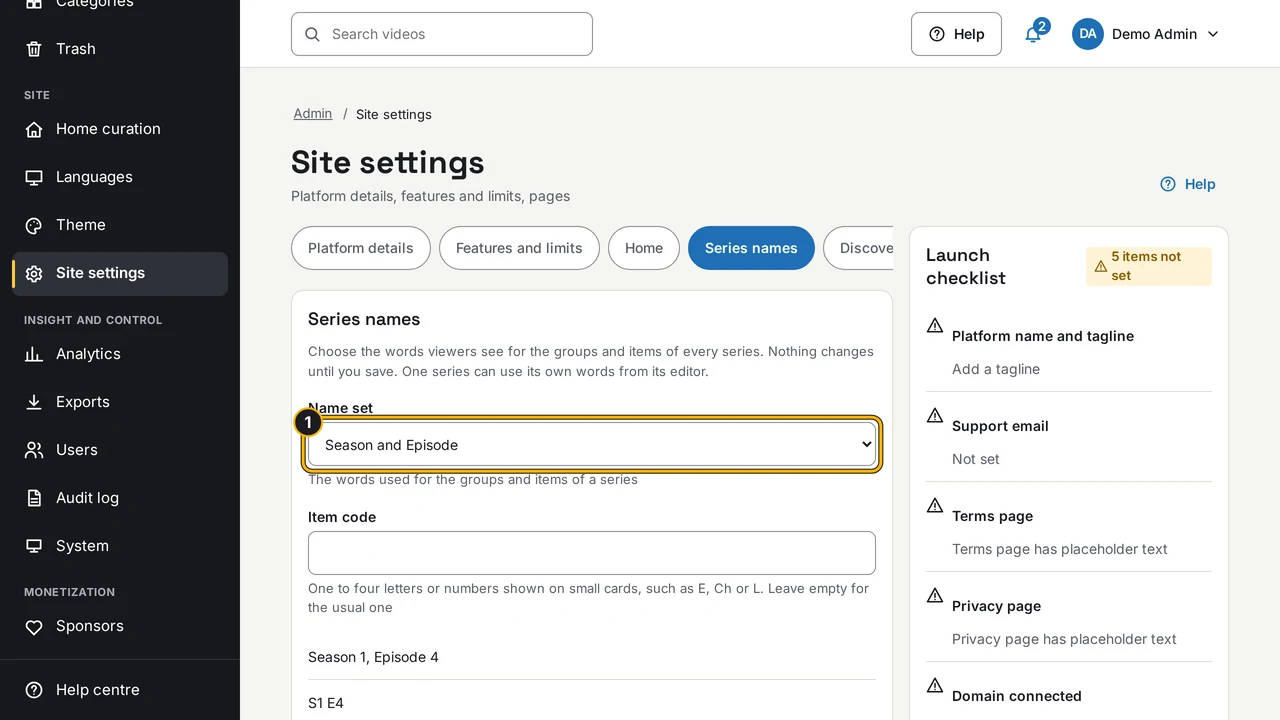 Categories
Trash
SITE
Home curation
Languages
Theme
Site settings
INSIGHT AND CONTROL
Analytics
Exports
Users
Audit log
System
MONETIZATION
Sponsors
Help centre
Search videos
Help
2
DA
Demo Admin
Admin / Site settings
Site settings
Platform details, features and limits, pages
Help
Platform details
Features and limits
Home
Series names
Discove
Series names
Choose the words viewers see for the groups and items of every series. Nothing changes
until you save. One series can use its own words from its editor.
Name set
1
Season and Episode
The words used for the groups and items of a series
Item code
One to four letters or numbers shown on small cards, such as E, Ch or L. Leave empty for
the usual one
Season 1, Episode 4
S1 E4
Launch
checklist
5 items not
set
Platform name and tagline
Add a tagline
Support email
Not set
Terms page
Terms page has placeholder text
Privacy page
Privacy page has placeholder text
Domain connected